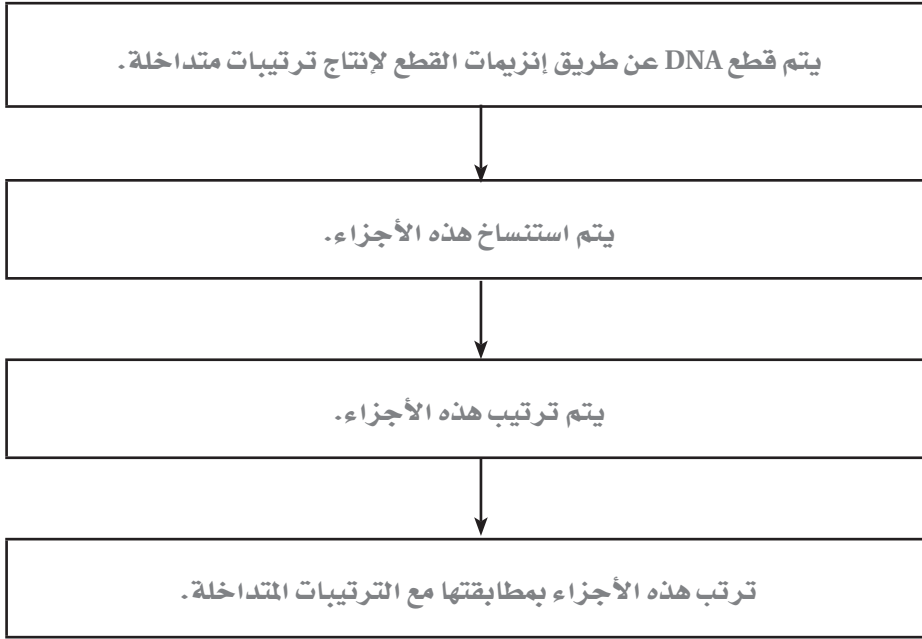 يتم قطع DNA عن طريق إنزيمات القطع لإنتاج ترتيبات متداخلة.
يتم استنساخ هذه الأجزاء.
يتم ترتيب هذه الأجزاء.
ترتب هذه الأجزاء بمطابقتها مع الترتيبات المتداخلة.